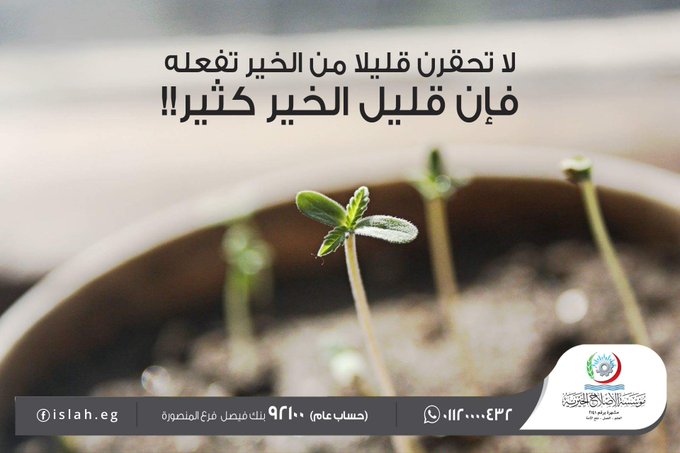 لا تحقرن قليلا من الخير تفعله
فإن قليل الخير كثير!!
مؤسسة الإصلاح الخيرية
٠١١٢٠٠٠٠٤٣٢
(حساب عام) ٩٢١٠٠ بنك فيصل فرع المنصورة
islah.eg